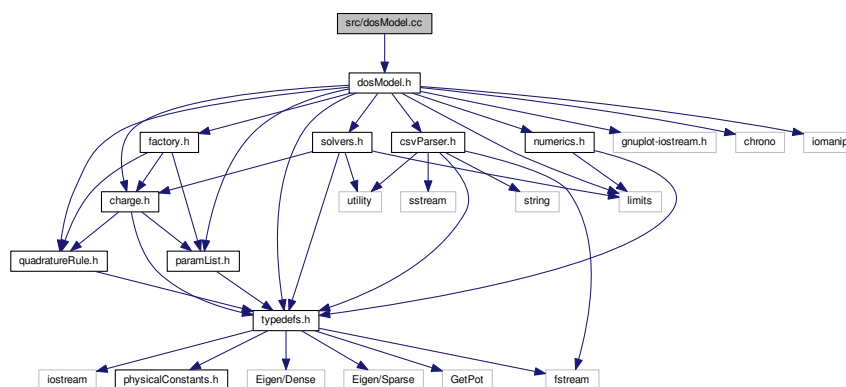 src/dosModel.cc
dosModel.h
factory.h
solvers.h
csvParser.h
numerics.h
gnuplot-iostream.h
chrono
iomanip
charge.h
utility
sstream
string
limits
quadratureRule.h
paramList.h
typedefs.h
iostream
physicalConstants.h
Eigen/Dense
Eigen/Sparse
GetPot
fstream